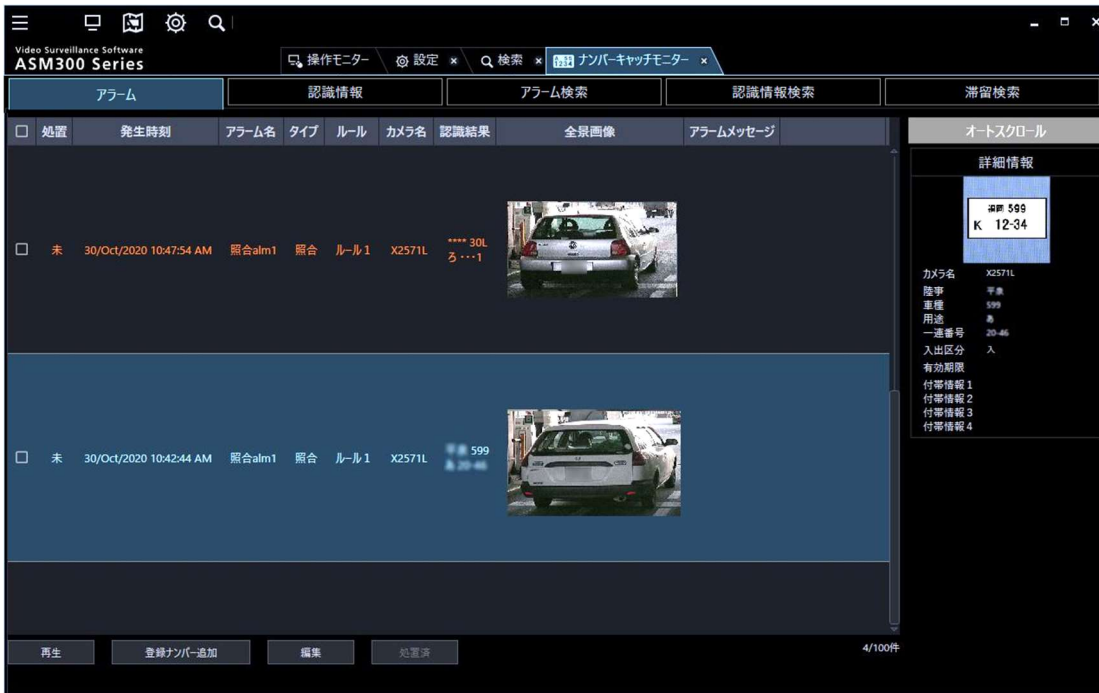 Video Surveillance Software
ASM300 Series
操作モニター
設定 ×
検索 ×
ナンバーキャッチモニター ×
アラーム
認識情報
アラーム検索
認識情報検索
滞留検索
処置 発生時刻 アラーム名 タイプ ルール カメラ名 認識結果 全景画像 アラームメッセージ
未 30/Oct/2020 10:47:54 AM 照合alm1 照合 ルール1 X2571L **** 30L
ろ・・・1
未 30/Oct/2020 10:42:44 AM 照合alm1 照合 ルール1 X2571L 599
20-46
再生
登録ナンバー追加
編集
処置済
4/100件
オートスクロール
詳細情報
599
K 12-34
カメラ名 X2571L
陸事
車種 599
用途 あ
一連番号 20-46
入出区分 入
有効期限
付帯情報1
付帯情報2
付帯情報3
付帯情報4